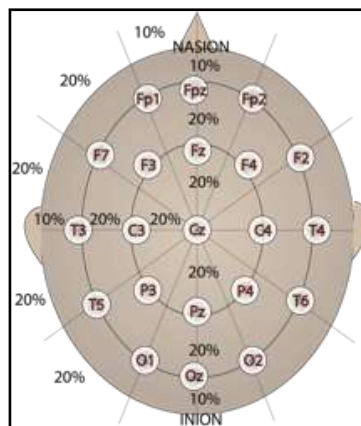 10%
NASION
10%
20%
Fp1
Fpz
Fp2
20%
F7
F3
Fz
F4
F2
20%
20%
10%
T3
20%
C3
20%
Cz
C4
T4
20%
20%
T5
P3
Pz
P4
T6
20%
O1
20%
Oz
O2
10%
INION